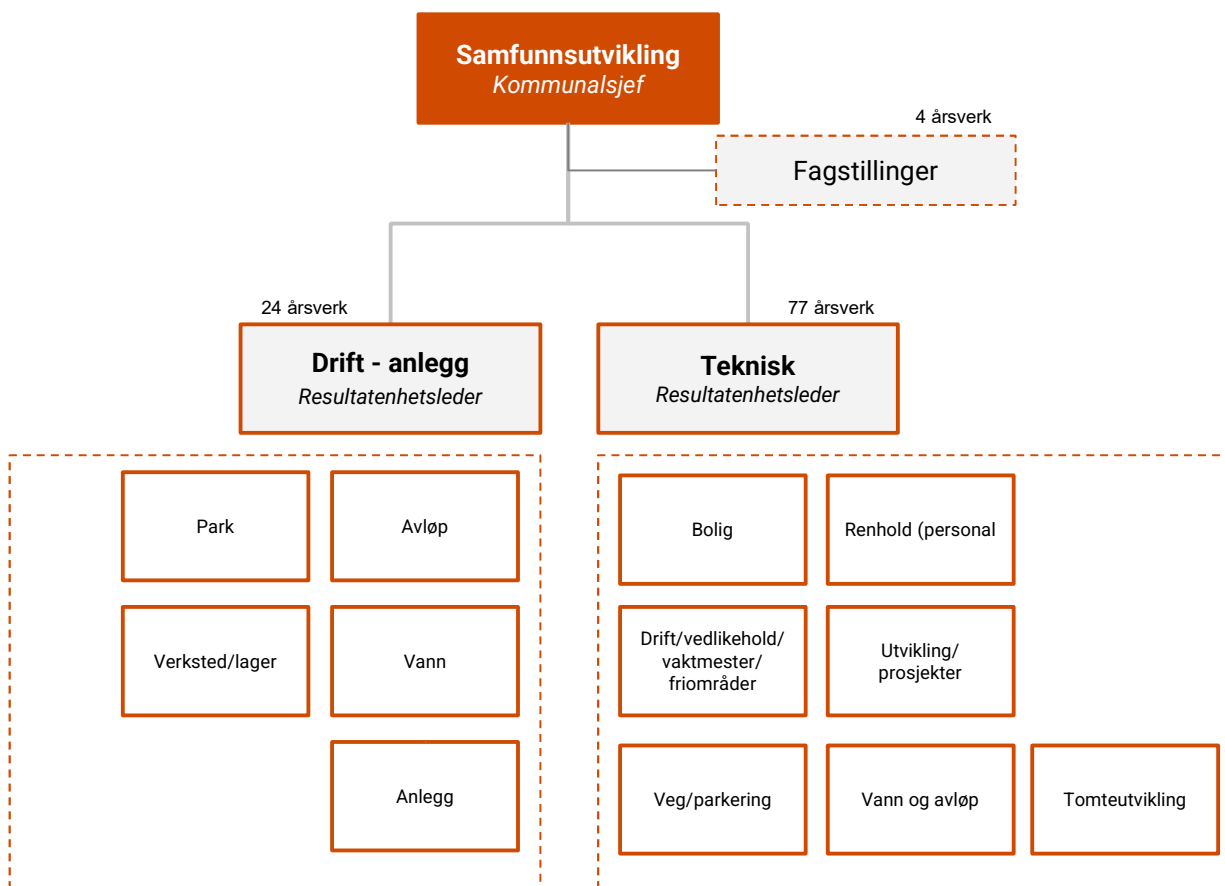 Samfunnsutvikling
Kommunalsjef
4 årsverk
Fagstillinger
24 årsverk
77 årsverk
Drift - anlegg
Resultatenhetsleder
Teknisk
Resultatenhetsleder
Park
Avløp
Bolig
Renhold (personal
Verksted/lager
Vann
Drift/vedlikehold/
vaktmester/
friområder
Utvikling/
prosjekter
Anlegg
Veg/parkering
Vann og avløp
Tomteutvikling